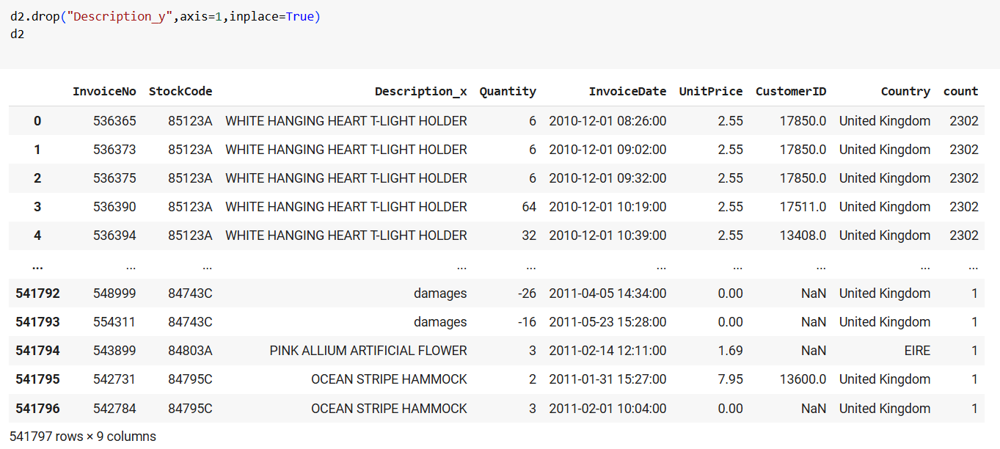 d2.drop("Description_y",axis=1,inplace=True)
d2
InvoiceNo StockCode Description_x Quantity InvoiceDate UnitPrice CustomerID Country count
0 536365 85123A WHITE HANGING HEART T-LIGHT HOLDER 6 2010-12-01 08:26:00 2.55 17850.0 United Kingdom 2302
1 536373 85123A WHITE HANGING HEART T-LIGHT HOLDER 6 2010-12-01 09:02:00 2.55 17850.0 United Kingdom 2302
2 536375 85123A WHITE HANGING HEART T-LIGHT HOLDER 6 2010-12-01 09:32:00 2.55 17850.0 United Kingdom 2302
3 536390 85123A WHITE HANGING HEART T-LIGHT HOLDER 64 2010-12-01 10:19:00 2.55 17511.0 United Kingdom 2302
4 536394 85123A WHITE HANGING HEART T-LIGHT HOLDER 32 2010-12-01 10:39:00 2.55 13408.0 United Kingdom 2302
... ... ... ... ... ... ... ... ... ...
541792 548999 84743C damages -26 2011-04-05 14:34:00 0.00 NaN United Kingdom 1
541793 554311 84743C damages -16 2011-05-23 15:28:00 0.00 NaN United Kingdom 1
541794 543899 84803A PINK ALLIUM ARTIFICIAL FLOWER 3 2011-02-14 12:11:00 1.69 NaN EIRE 1
541795 542731 84795C OCEAN STRIPE HAMMOCK 2 2011-01-31 15:27:00 7.95 13600.0 United Kingdom 1
541796 542784 84795C OCEAN STRIPE HAMMOCK 3 2011-02-01 10:04:00 0.00 NaN United Kingdom 1
541797 rows × 9 columns